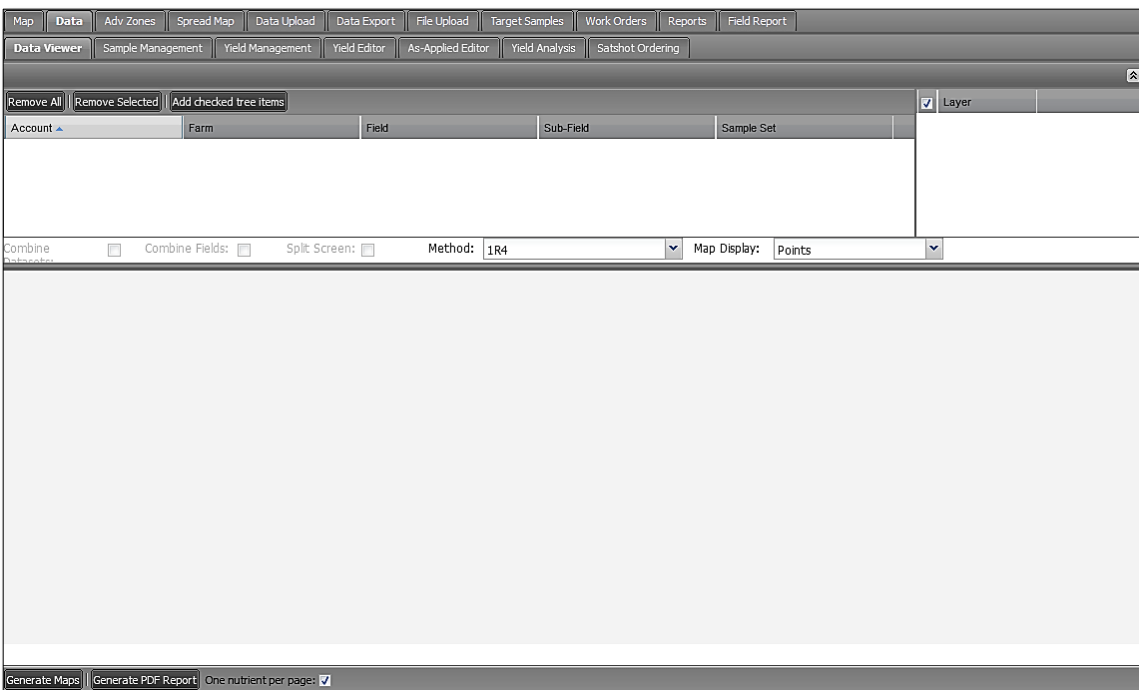 Map Data Adv Zones Spread Map Data Upload Data Export File Upload Target Samples Work Orders Reports Field Report
Data Viewer Sample Management Yield Management Yield Editor As-Applied Editor Yield Analysis Satshot Ordering
Remove All Remove Selected Add checked tree items Layer
Account Farm Field Sub-Field Sample Set
Combine Combine Fields: Split Screen: Method: 1R4 Map Display: Points
Datasets:
Generate Maps Generate PDF Report One nutrient per page: